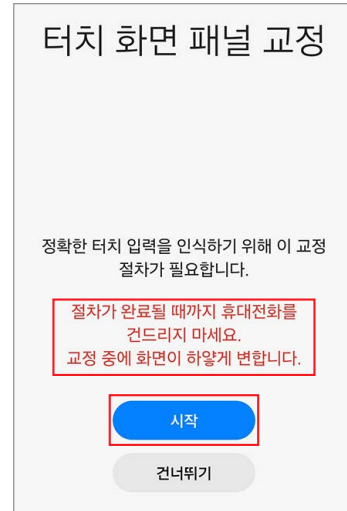 터치 화면 패널 교정
정확한 터치 입력을 인식하기 위해 이 교정
절차가 필요합니다.
절차가 완료될 때까지 휴대전화를
건드리지 마세요.
교정 중에 화면이 하얗게 변합니다.
시작
건너뛰기